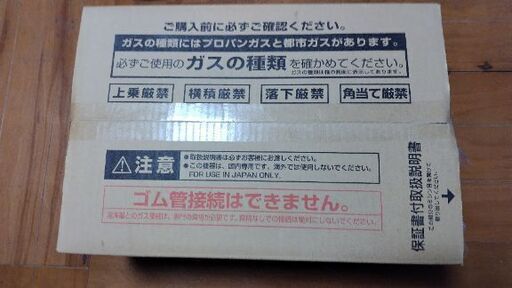 ご購入前に必ずご確認ください。
ガスの種類にはプロパンガスと都市ガスがあります。
必ずご使用のガスの種類を確かめてください。
上乗厳禁 横積厳禁 落下厳禁 角当て厳禁
注意
●取扱説明書は必ずお客様にお渡しください。
●この機器は、国内専用です。海外では使用しないでください。
FOR USE IN JAPAN ONLY.
ゴム管接続はできません。
保証書付取扱説明書